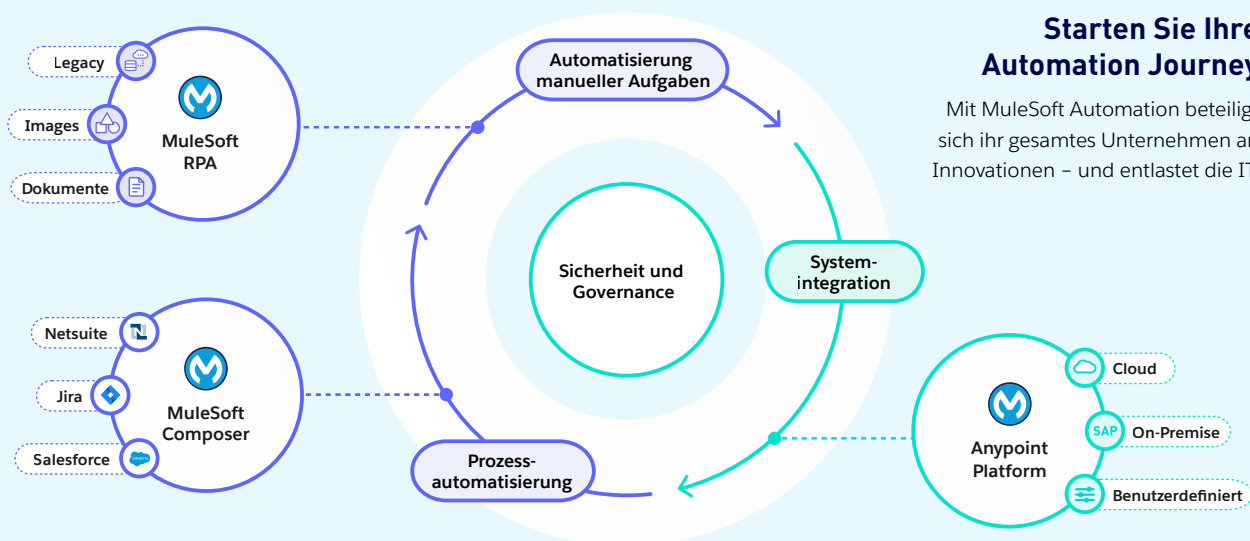 Starten Sie Ihre
Automation Journey
Mit MuleSoft Automation beteilig
sich ihr gesamtes Unternehmen an
Innovationen – und entlastet die IT
Legacy
Images
Dokumente
MuleSoft
RPA
Automatisierung
manueller Aufgaben
Sicherheit und
Governance
System-
integration
Netsuite
Jira
Salesforce
MuleSoft
Composer
Prozess-
automatisierung
Anypoint
Platform
Cloud
SAP
On-Premise
Benutzerdefiniert